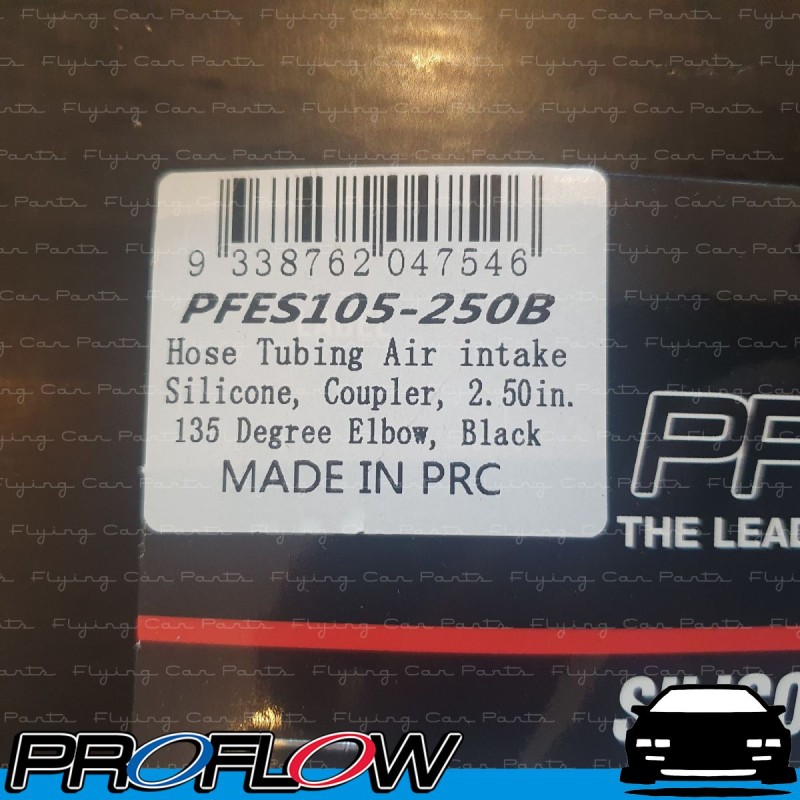 9 338762 047546
PFES105-250B
Hose Tubing Air intake
Silicone, Coupler, 2.50in.
135 Degree Elbow, Black
MADE IN PRC
THE LEAD
PROFLOW
Flying Car Parts